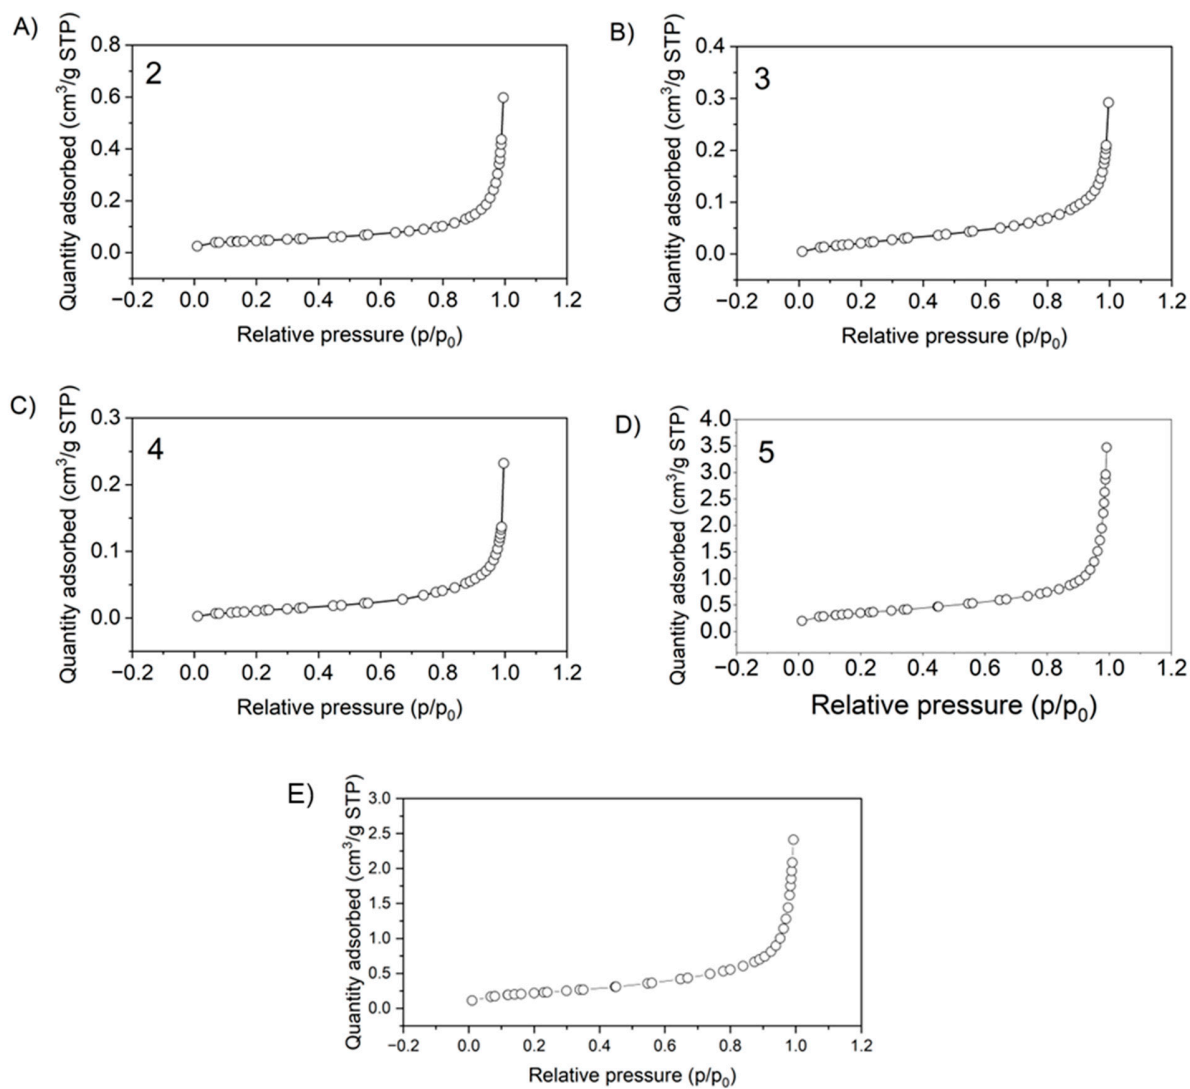 A)
Quantity adsorbed (cm³/g STP)
0.8
0.6
0.4
0.2
0.0
2
−0.2 0.0 0.2 0.4 0.6 0.8 1.0 1.2
Relative pressure (p/p₀)
B)
Quantity adsorbed (cm³/g STP)
0.4
0.3
0.2
0.1
0.0
3
−0.2 0.0 0.2 0.4 0.6 0.8 1.0 1.2
Relative pressure (p/p₀)
C)
Quantity adsorbed (cm³/g STP)
0.3
0.2
0.1
0.0
4
−0.2 0.0 0.2 0.4 0.6 0.8 1.0 1.2
Relative pressure (p/p₀)
D)
Quantity adsorbed (cm³/g STP)
4.0
3.5
3.0
2.5
2.0
1.5
1.0
0.5
0.0
5
−0.2 0.0 0.2 0.4 0.6 0.8 1.0 1.2
Relative pressure (p/p₀)
E)
Quantity adsorbed (cm³/g STP)
3.0
2.5
2.0
1.5
1.0
0.5
0.0
−0.2 0.0 0.2 0.4 0.6 0.8 1.0 1.2
Relative pressure (p/p₀)